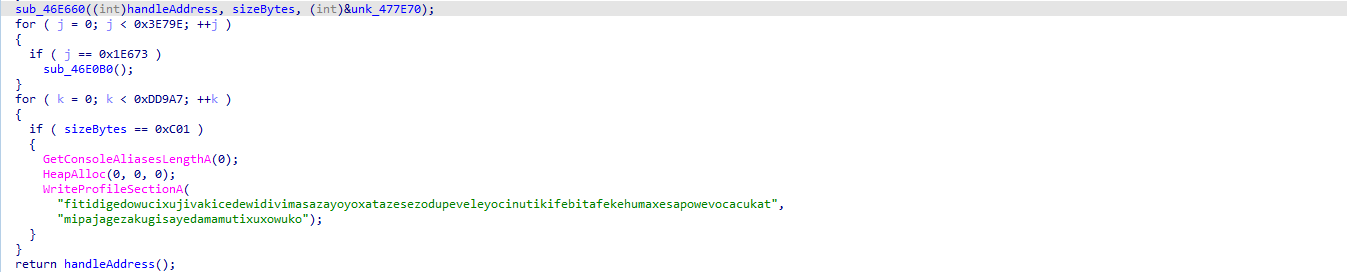 sub_46E660((int)handleAddress, sizeBytes, (int)&unk_477E70);
for ( j = 0; j < 0x3E79E; ++j )
{
if ( j == 0x1E673 )
sub_46E0B0();
}
for ( k = 0; k < 0xDD9A7; ++k )
{
if ( sizeBytes == 0xC01 )
{
GetConsoleAliasesLengthA(0);
HeapAlloc(0, 0, 0);
WriteProfileSectionA(
"fitidigedowucixujivakicedewidivimasazayoyoxatazesezodupeveleyocinutikifebitafekehumaxesapowevocacukat",
"mipajagezakugisayedamamutixuxowuko");
}
}
return handleAddress();